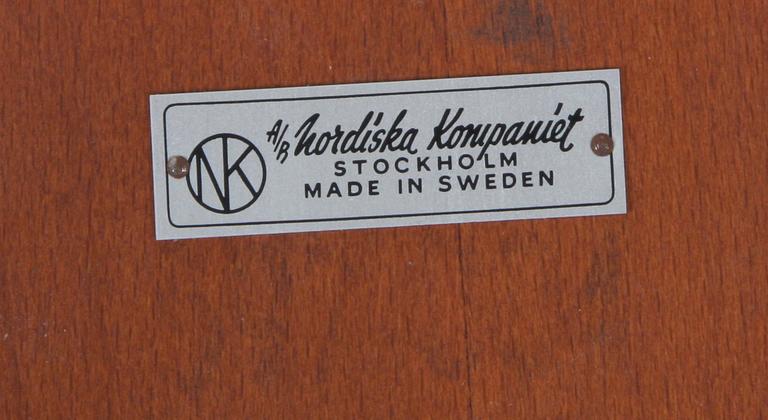 NK
A/B Nordiska Kompaniet
STOCKHOLM
MADE IN SWEDEN